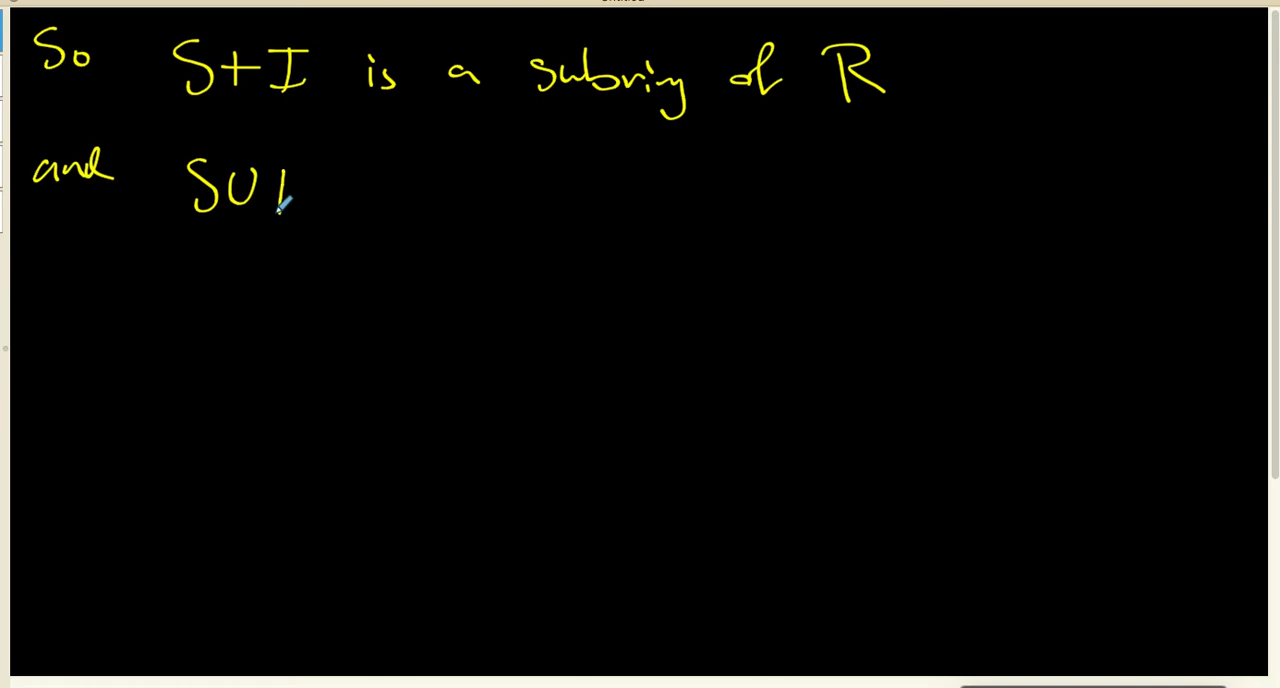 So S+I is a subring of R
and S∪I